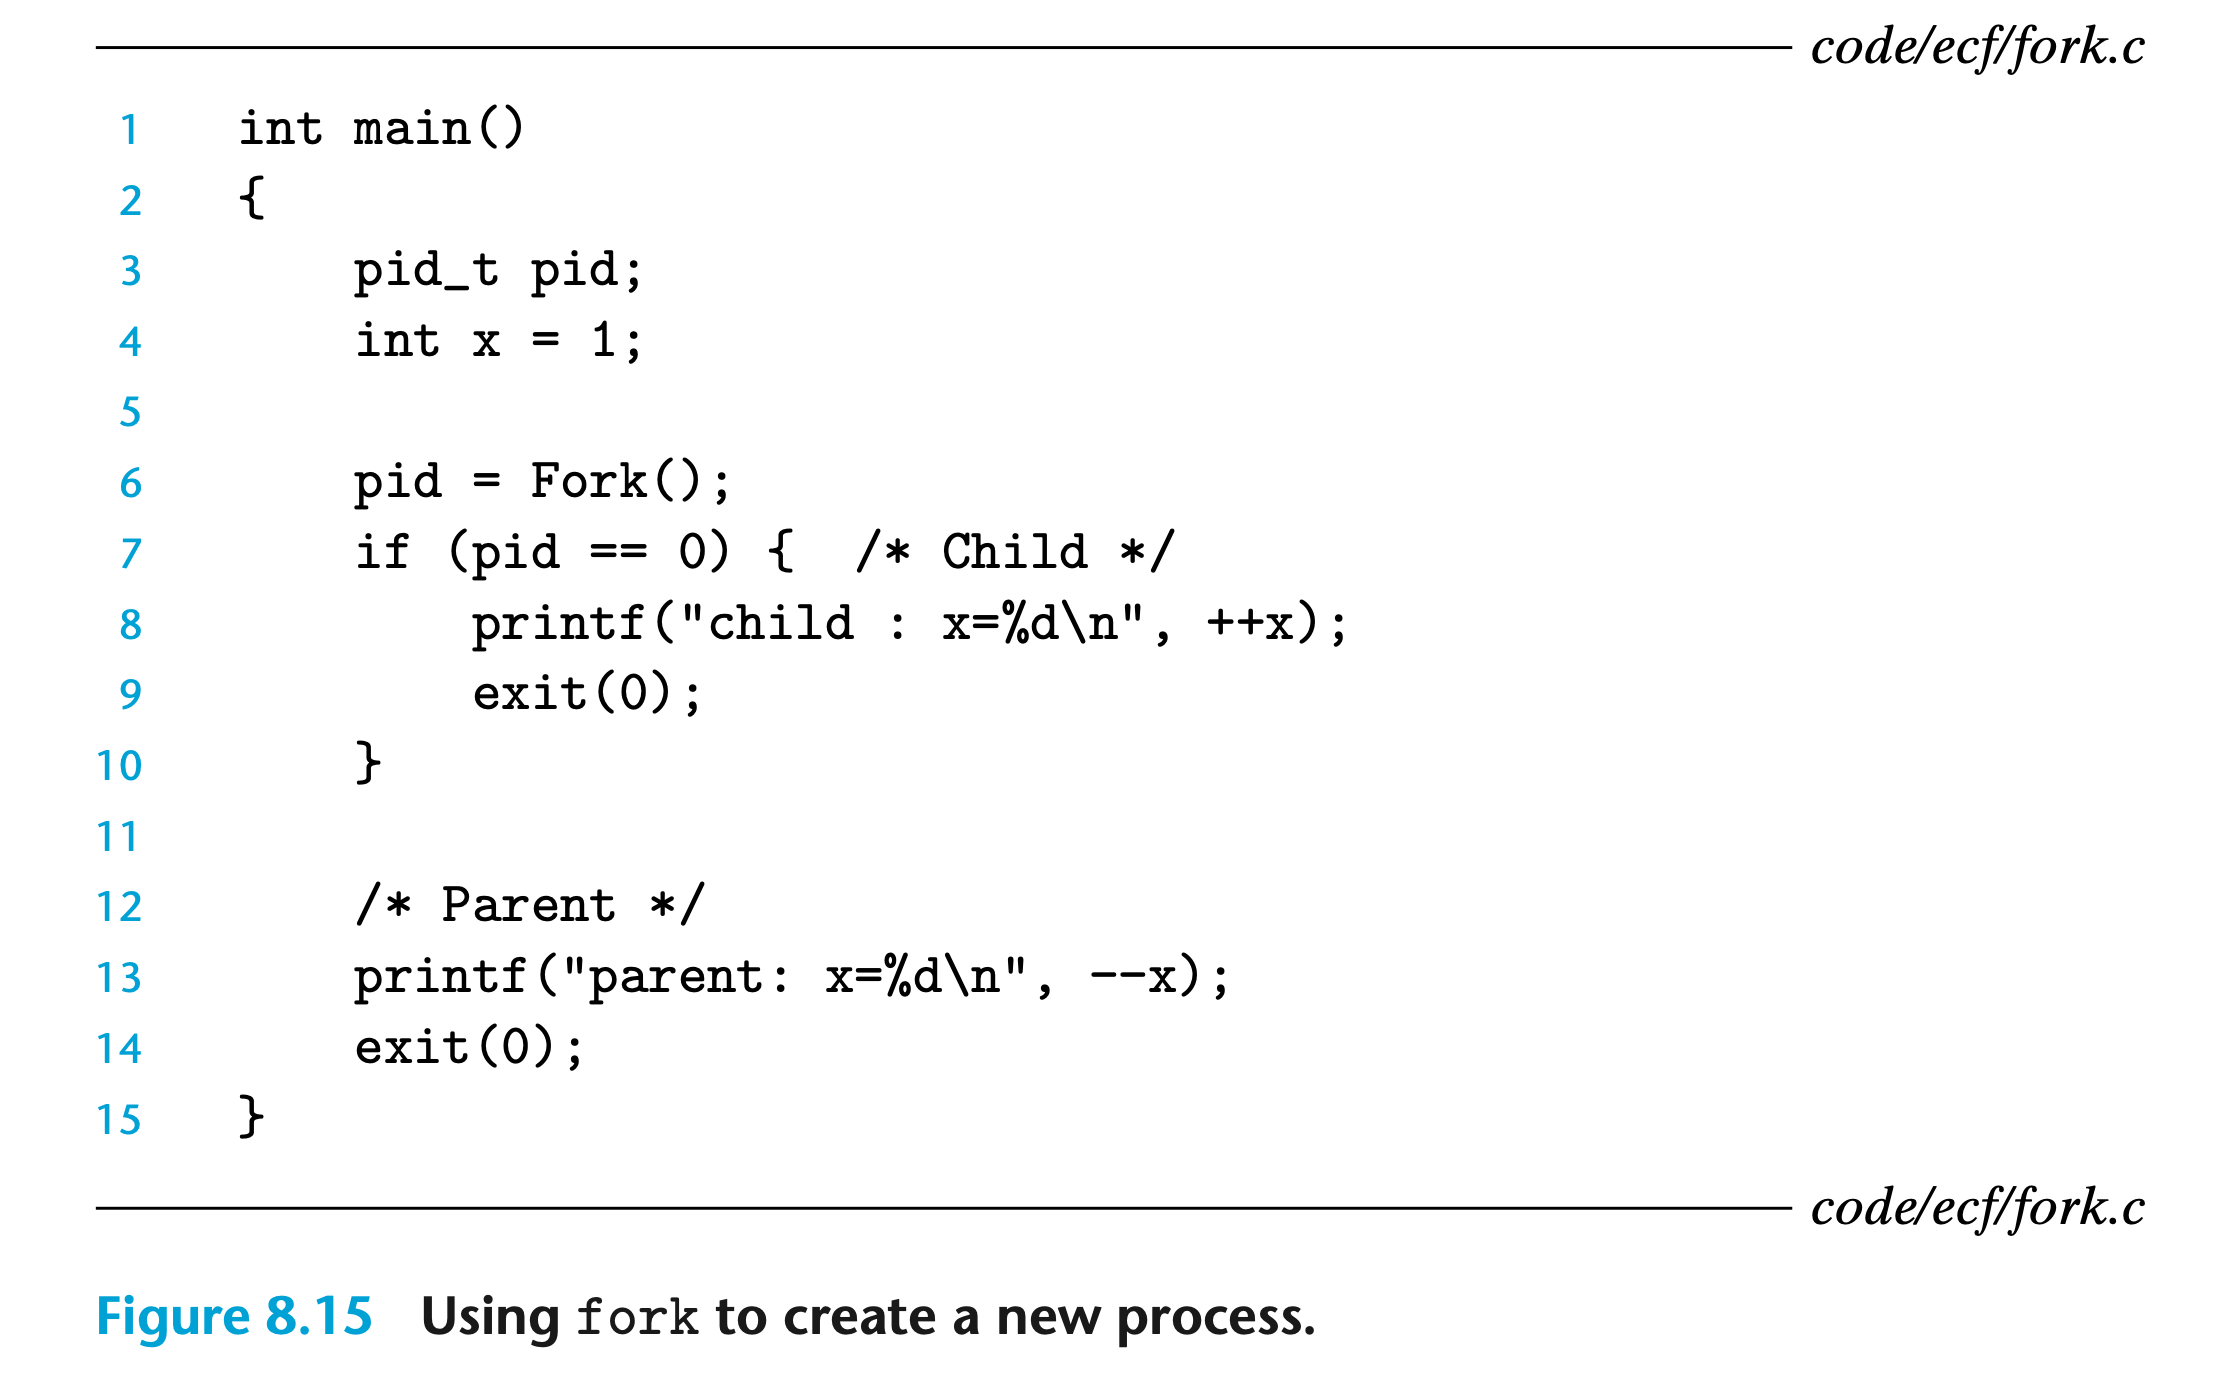 code/ecf/fork.c
1 int main()
2 {
3     pid_t pid;
4     int x = 1;
5
6     pid = Fork();
7     if (pid == 0) {  /* Child */
8         printf("child : x=%d\n", ++x);
9         exit(0);
10     }
11
12     /* Parent */
13     printf("parent: x=%d\n", --x);
14     exit(0);
15 }
code/ecf/fork.c
Figure 8.15 Using fork to create a new process.